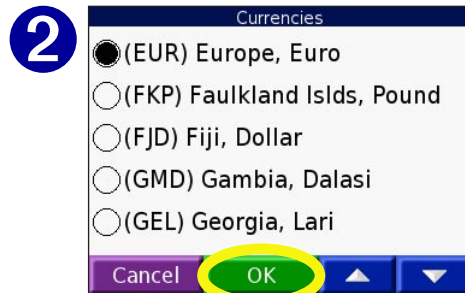 2
Currencies
(EUR) Europe, Euro
(FKP) Faulkland Islds, Pound
(FJD) Fiji, Dollar
(GMD) Gambia, Dalasi
(GEL) Georgia, Lari
Cancel OK